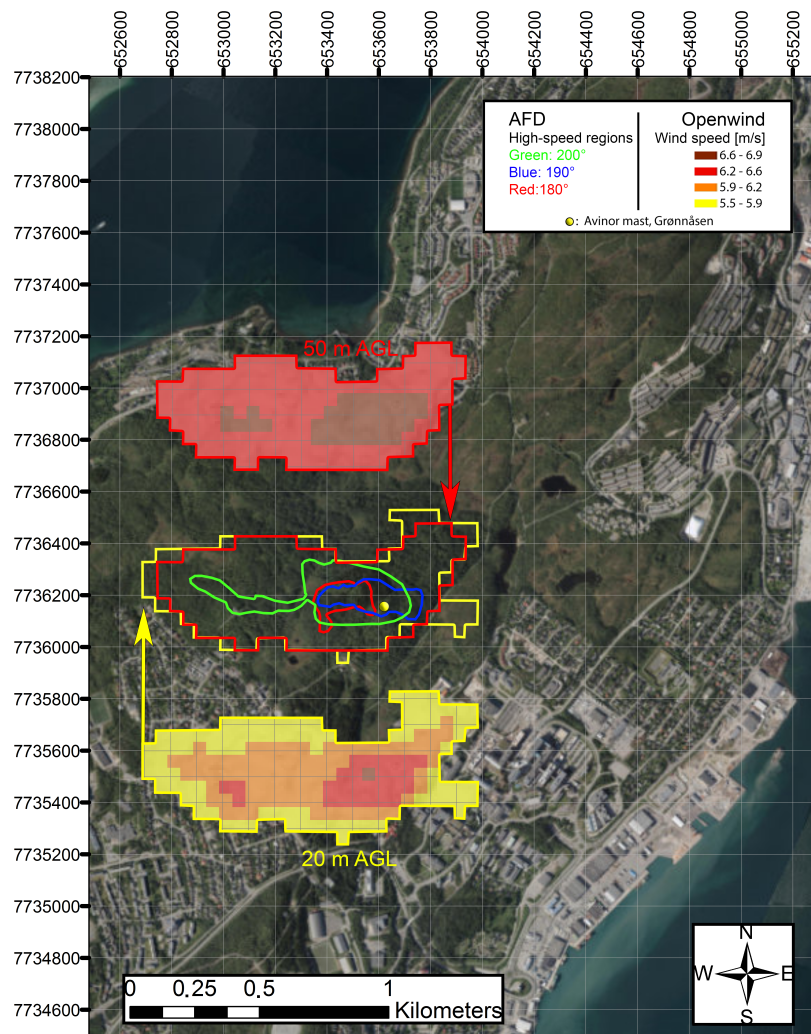 652600
652800
653000
653200
653400
653600
653800
654000
654200
654400
654600
654800
655000
655200
7738200
7738000
7737800
7737600
7737400
7737200
7737000
7736800
7736600
7736400
7736200
7736000
7735800
7735600
7735400
7735200
7735000
7734800
7734600
AFD
High-speed regions
Green: 200°
Blue: 190°
Red:180°
Openwind
Wind speed [m/s]
6.6 - 6.9
6.2 - 6.6
5.9 - 6.2
5.5 - 5.9
: Avinor mast, Grønnåsen
50 m AGL
20 m AGL
0 0.25 0.5 1
Kilometers
N
W E
S